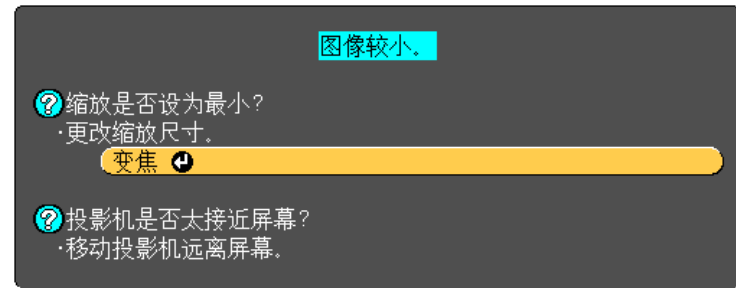 图像较小。
?缩放是否设为最小?
·更改缩放尺寸。
变焦
?投影机是否太接近屏幕?
·移动投影机远离屏幕。